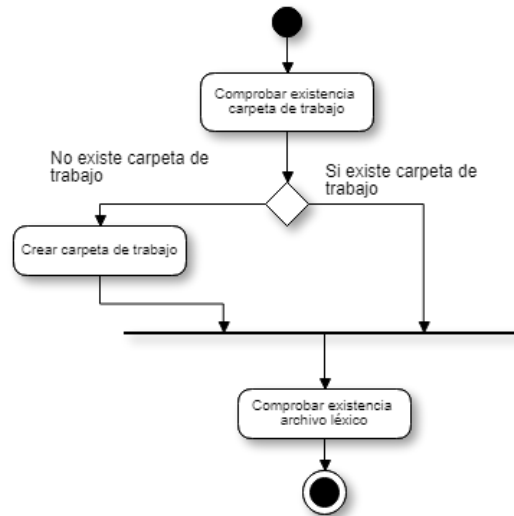 Comprobar existencia
carpeta de trabajo
No existe carpeta de
trabajo
Si existe carpeta de
trabajo
Crear carpeta de trabajo
Comprobar existencia
archivo léxico